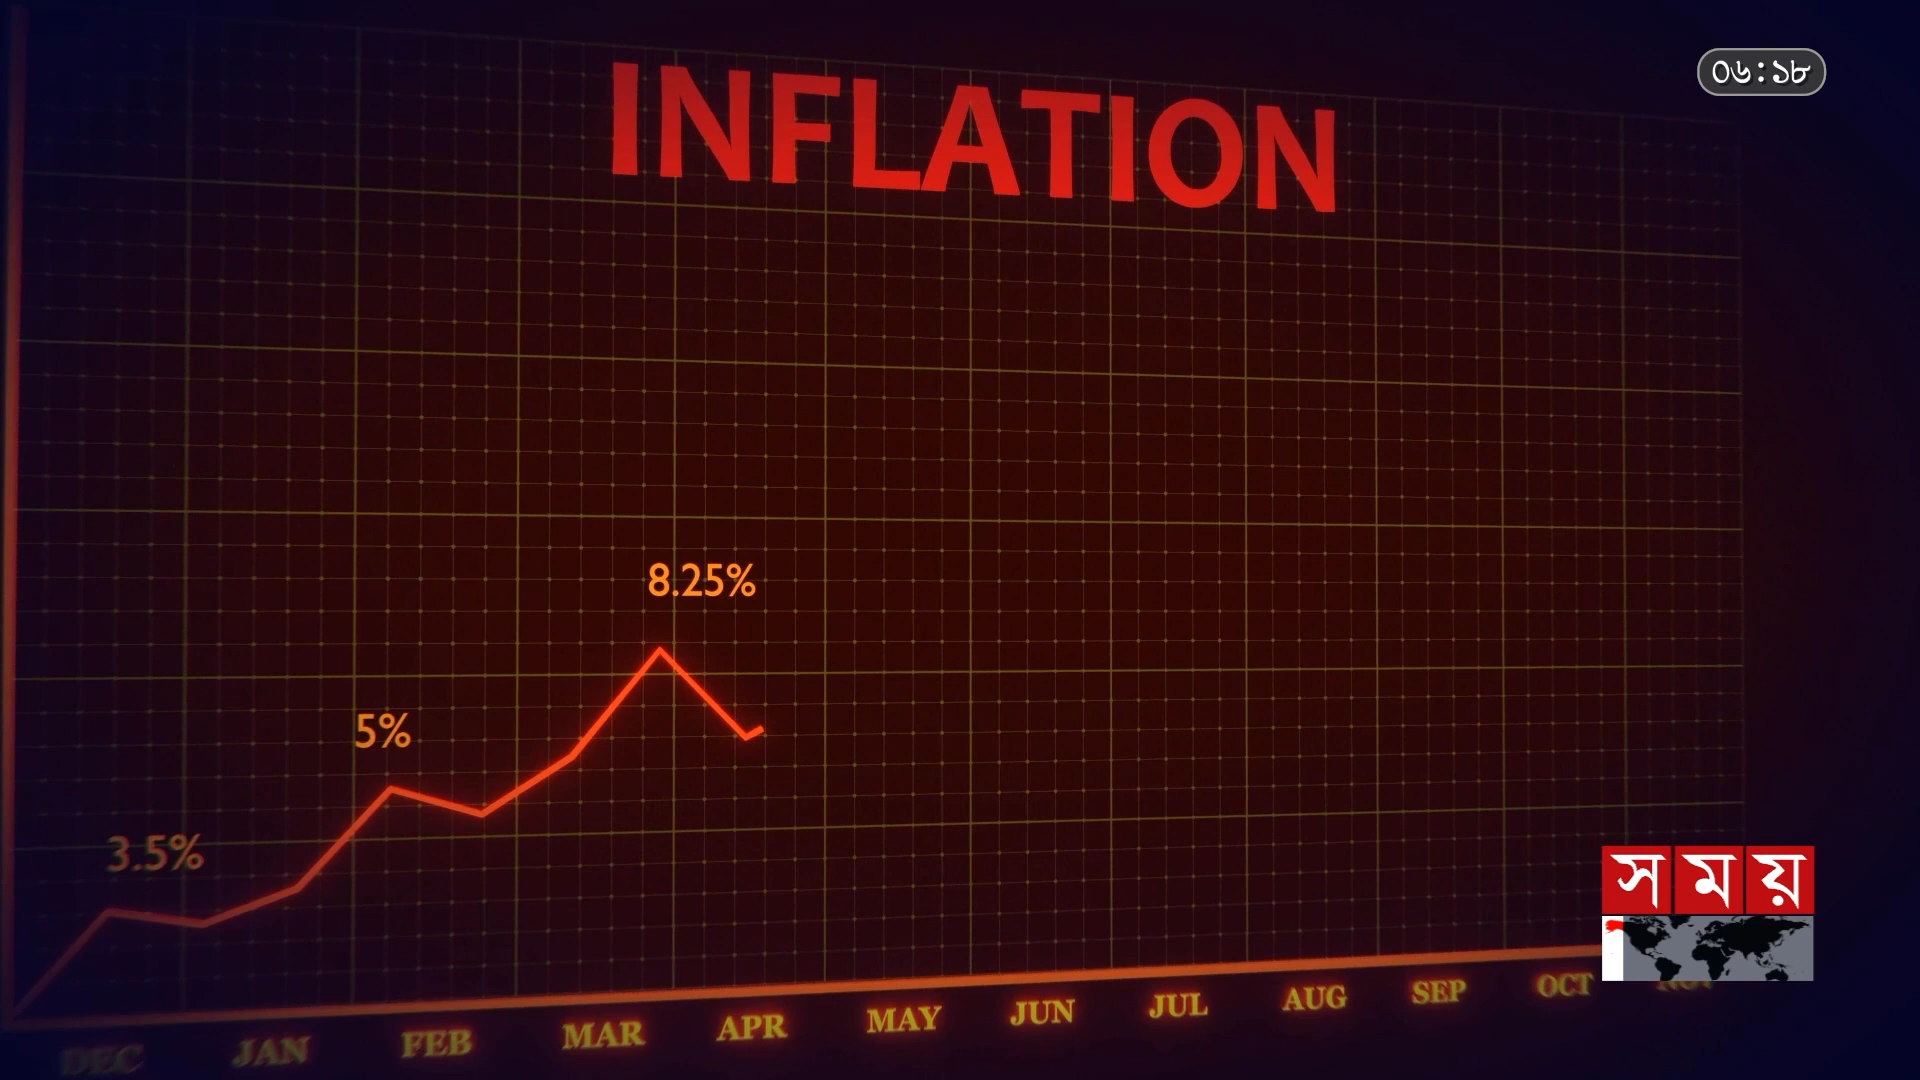 ০৬:১৮
INFLATION
8.25%
5%
3.5%
সময়
DEC JAN FEB MAR APR MAY JUN JUL AUG SEP OCT NOV